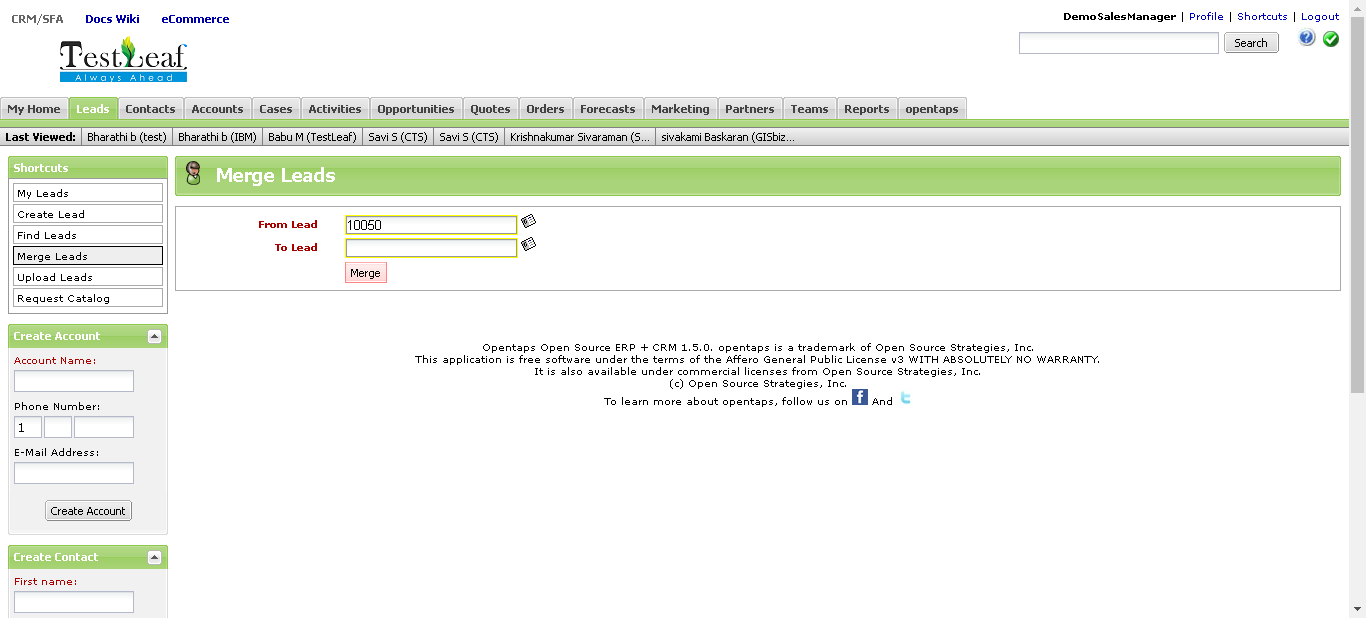 CRM/SFA Docs Wiki eCommerce
DemoSalesManager | Profile | Shortcuts | Logout
Search
TestLeaf
Always Ahead
My Home Leads Contacts Accounts Cases Activities Opportunities Quotes Orders Forecasts Marketing Partners Teams Reports opentaps
Last Viewed: Bharathi b (test) Bharathi b (IBM) Babu M (TestLeaf) Savi S (CTS) Savi S (CTS) Krishnakumar Sivaraman (S... sivakami Baskaran (GISbiz...
Shortcuts
My Leads
Create Lead
Find Leads
Merge Leads
Upload Leads
Request Catalog
Create Account
Account Name:
Phone Number:
1
E-Mail Address:
Create Account
Create Contact
First name:
Merge Leads
From Lead 10050
To Lead
Merge
Opentaps Open Source ERP + CRM 1.5.0. opentaps is a trademark of Open Source Strategies, Inc.
This application is free software under the terms of the Affero General Public License v3 WITH ABSOLUTELY NO WARRANTY.
It is also available under commercial licenses from Open Source Strategies, Inc.
(c) Open Source Strategies, Inc.
To learn more about opentaps, follow us on f And t